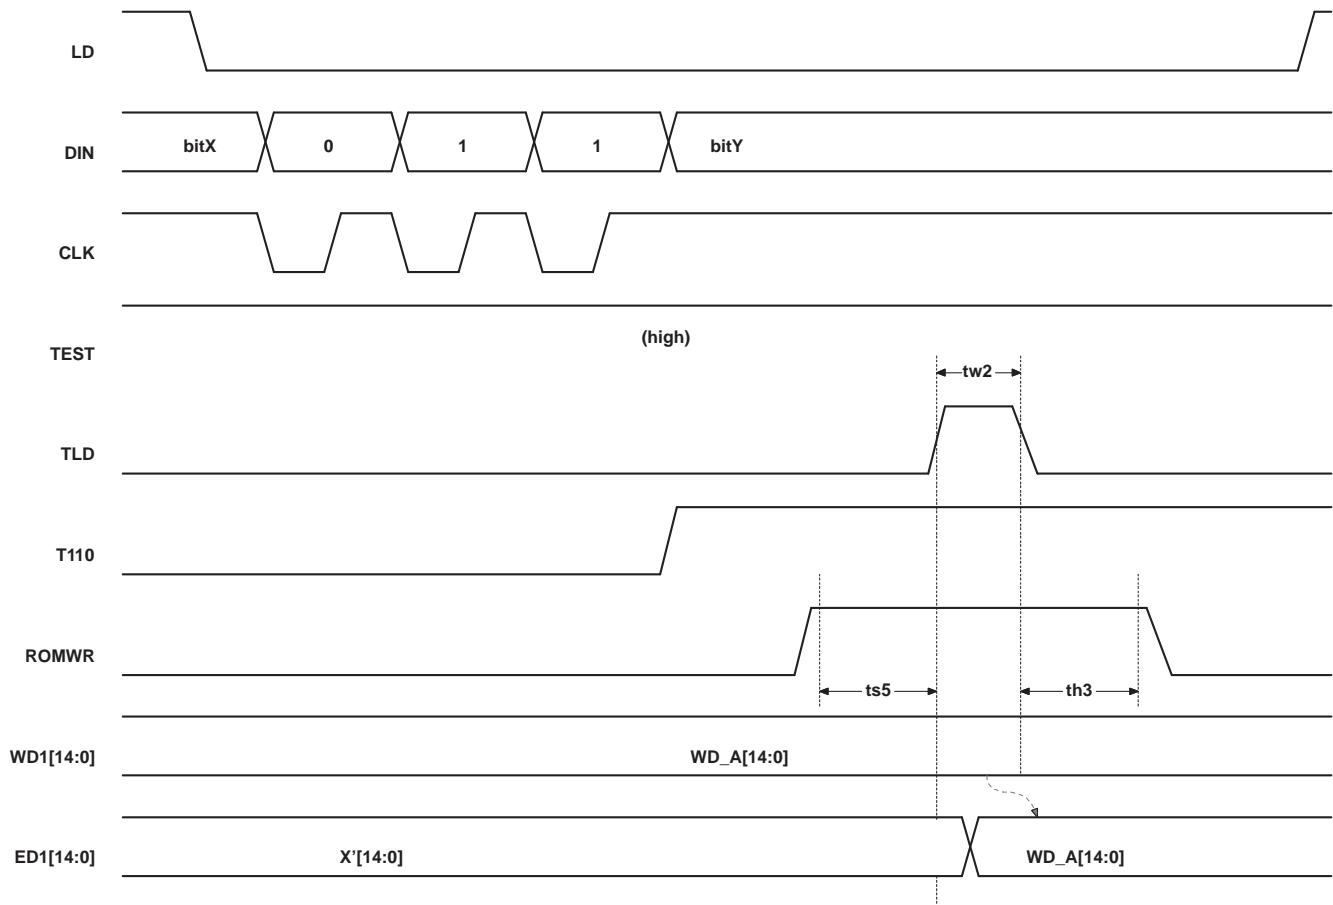 LD
DIN
bitX
0
1
1
bitY
CLK
(high)
TEST
tw2
TLD
T110
ROMWR
ts5
th3
WD1[14:0]
WD_A[14:0]
ED1[14:0]
X'[14:0]
WD_A[14:0]